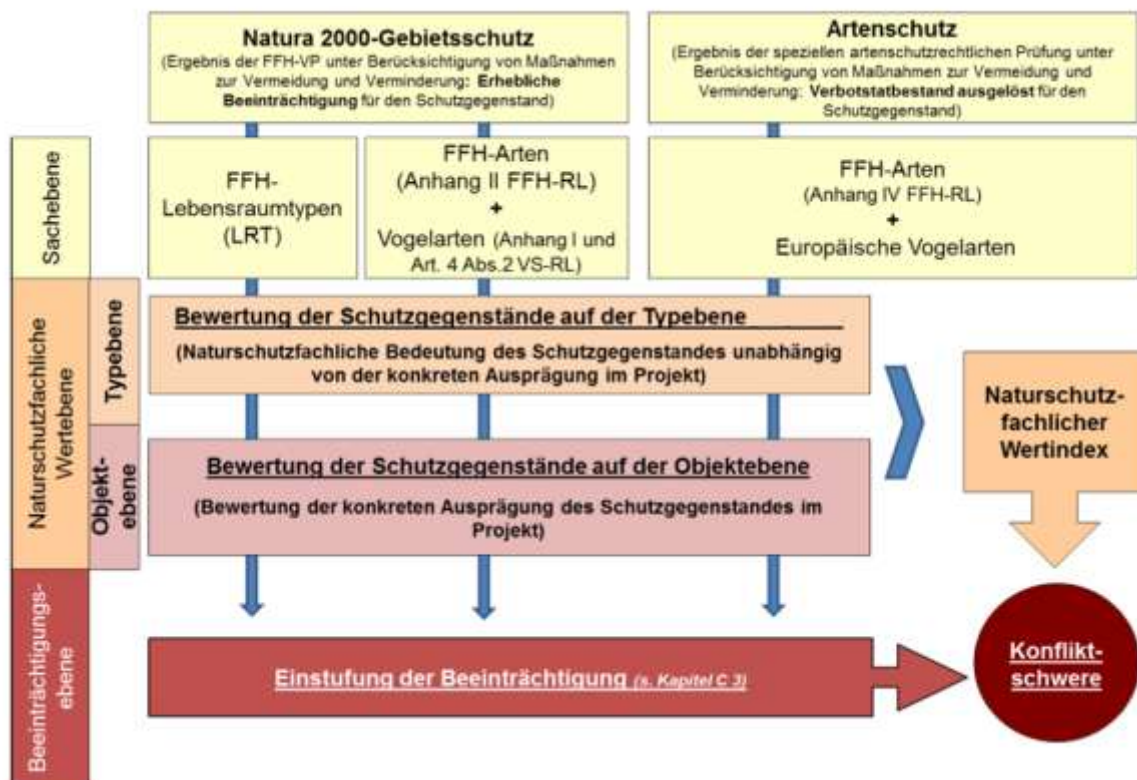 Natura 2000-Gebietsschutz
(Ergebnis der FFH-VP unter Berücksichtigung von Maßnahmen
zur Vermeidung und Verminderung: Erhebliche
Beeinträchtigung für den Schutzgegenstand)
Artenschutz
(Ergebnis der speziellen artenschutzrechtlichen Prüfung unter
Berücksichtigung von Maßnahmen zur Vermeidung und
Verminderung: Verbotstatbestand ausgelöst für den
Schutzgegenstand)
Sachebene
FFH-
Lebensraumtypen
(LRT)
FFH-Arten
(Anhang II FFH-RL)
+
Vogelarten (Anhang I und
Art. 4 Abs.2 VS-RL)
FFH-Arten
(Anhang IV FFH-RL)
+
Europäische Vogelarten
Naturschutzfachliche
Wertebene
Typebene
Bewertung der Schutzgegenstände auf der Typebene
(Naturschutzfachliche Bedeutung des Schutzgegenstandes unabhängig
von der konkreten Ausprägung im Projekt)
Objekt-
ebene
Bewertung der Schutzgegenstände auf der Objektebene
(Bewertung der konkreten Ausprägung des Schutzgegenstandes im
Projekt)
Naturschutz-
fachlicher
Wertindex
Beeinträchtigungs-
ebene
Einstufung der Beeinträchtigung (s. Kapitel C 3)
Konflikt-
schwere